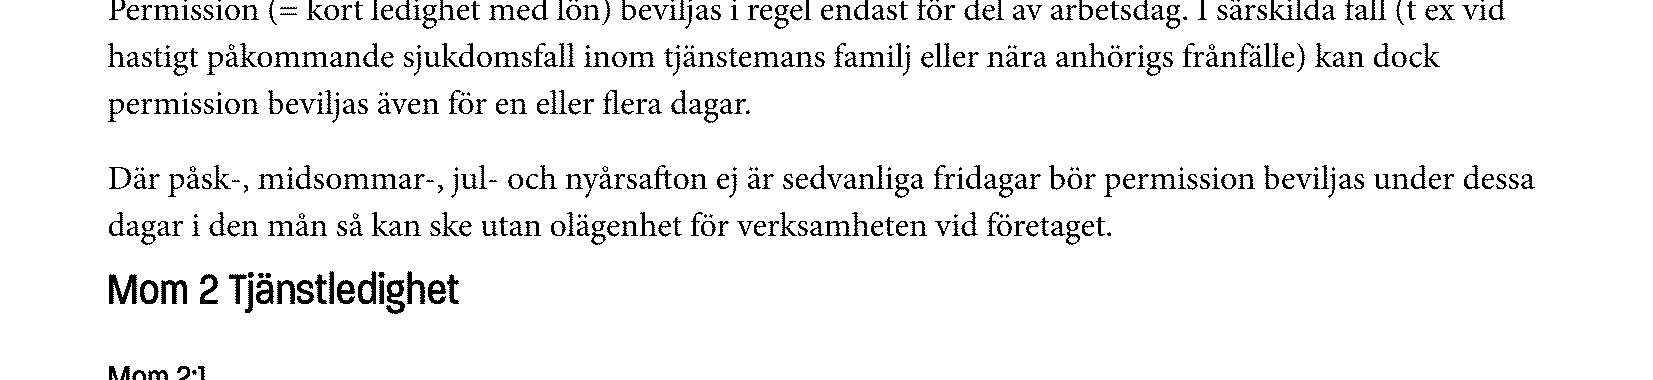 Permission (= kort ledighet med lön) beviljas i regel endast för del av arbetsdag. I särskilda fall (t ex vid
hastigt påkommande sjukdomsfall inom tjänstemans familj eller nära anhörigs frånfälle) kan dock
permission beviljas även för en eller flera dagar.
Där påsk-, midsommar-, jul- och nyårsafton ej är sedvanliga fridagar bör permission beviljas under dessa
dagar i den mån så kan ske utan olägenhet för verksamheten vid företaget.
Mom 2 Tjänstledighet
Mom 2:1